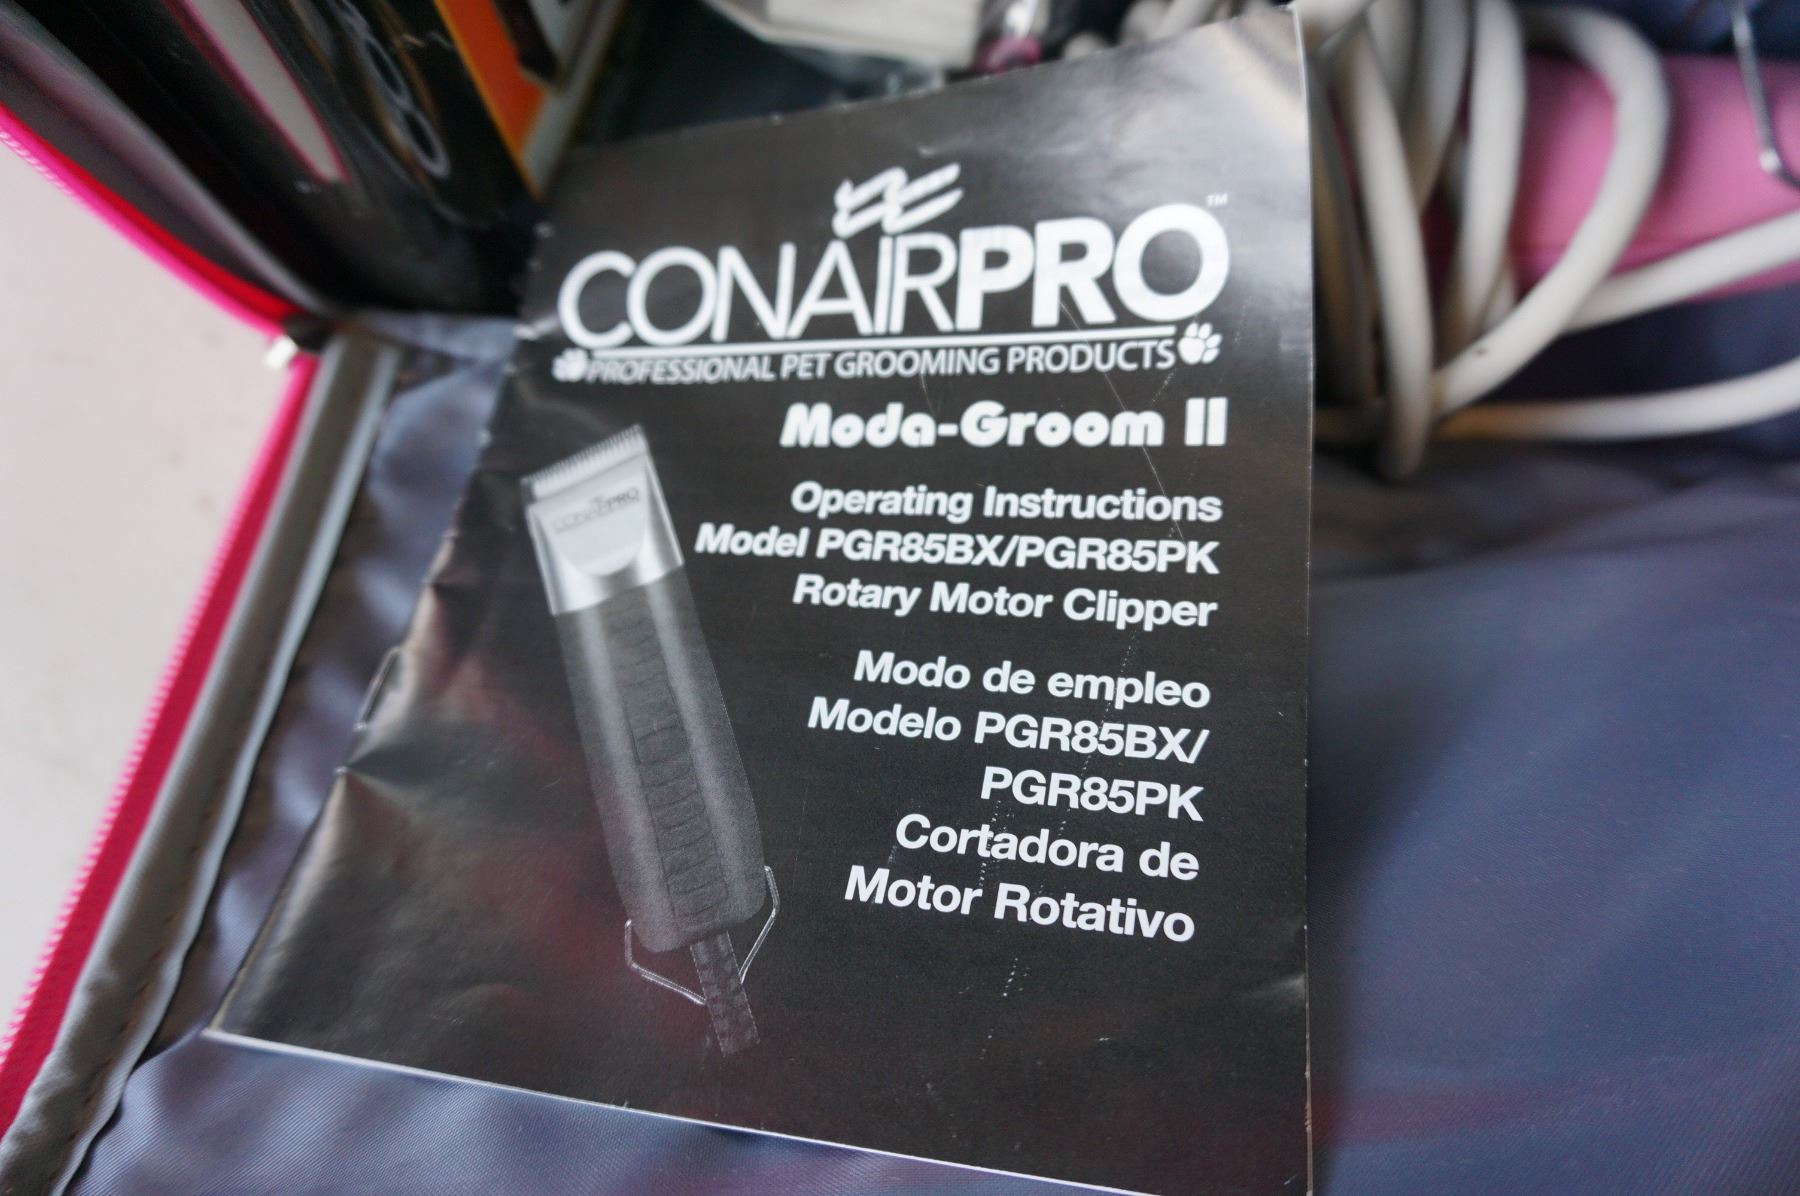 CONAIRPRO™
PROFESSIONAL PET GROOMING PRODUCTS
Moda-Groom II
CONAIRPRO
Operating Instructions
Model PGR85BX/PGR85PK
Rotary Motor Clipper
Modo de empleo
Modelo PGR85BX/
PGR85PK
Cortadora de
Motor Rotativo